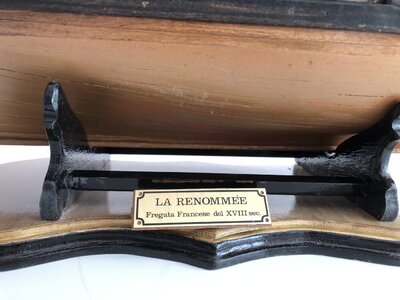 LA RENOMMÉE
Fregata Francese del XVIII sec.